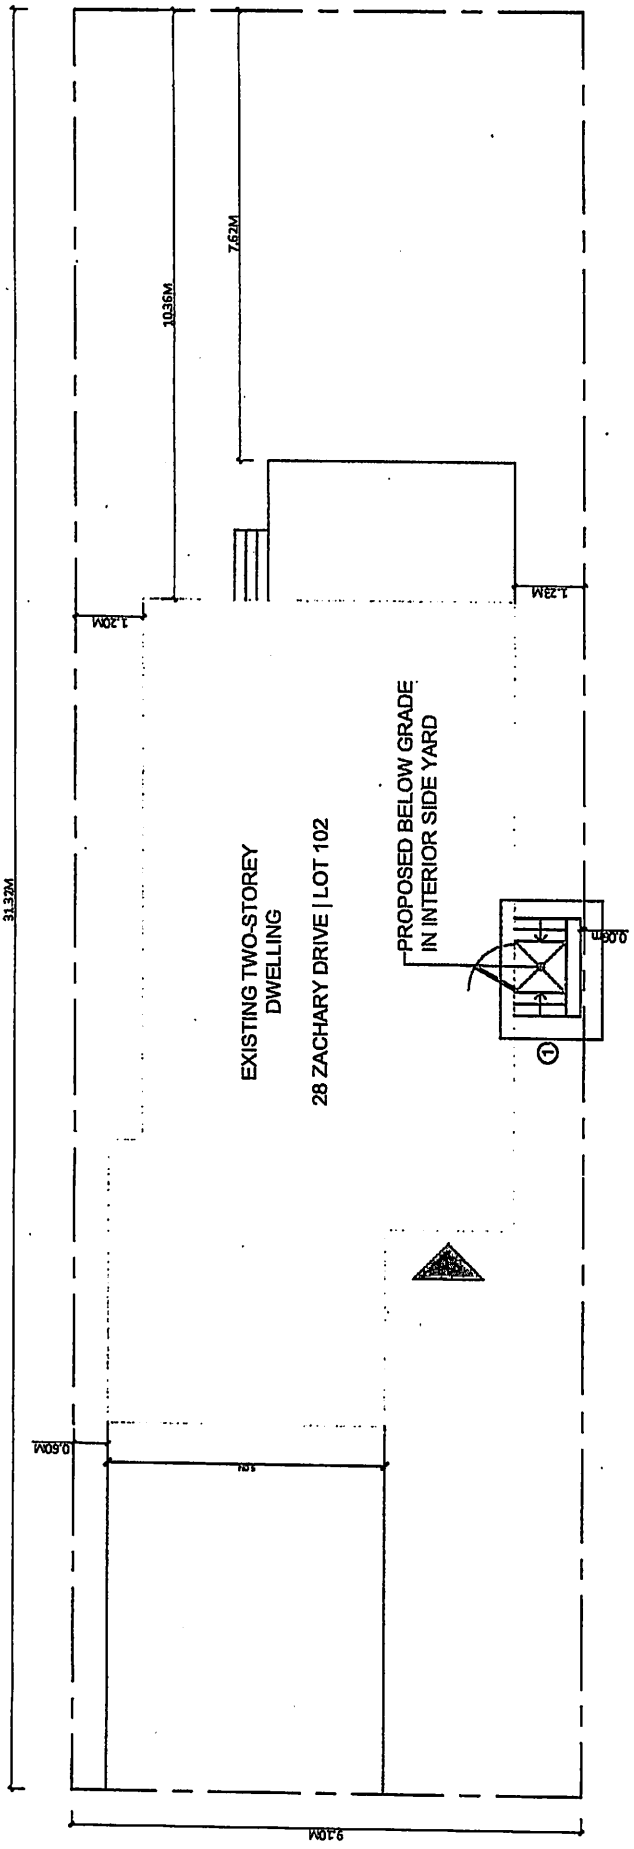 31.32M
10.36M
7.62M
1.20M
1.23M
PROPOSED BELOW GRADE
IN INTERIOR SIDE YARD
EXISTING TWO-STOREY
DWELLING
28 ZACHARY DRIVE | LOT 102
0.06m
1
0.60M
9.10M